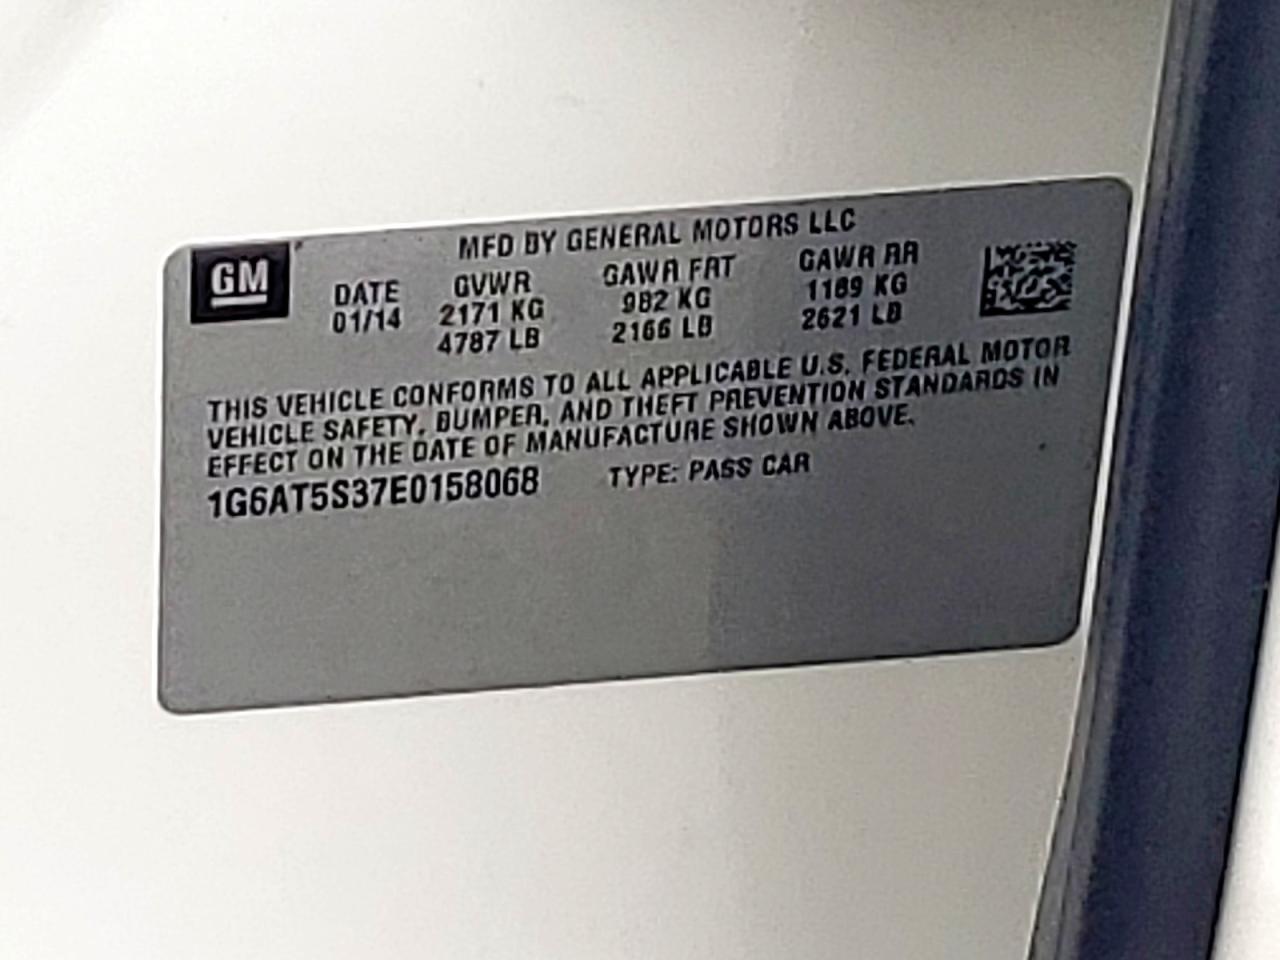 GM
MFD BY GENERAL MOTORS LLC
DATE GVWR GAWR FRT GAWR RR
01/14 2171 KG 982 KG 1189 KG
4787 LB 2166 LB 2621 LB
THIS VEHICLE CONFORMS TO ALL APPLICABLE U.S. FEDERAL MOTOR
VEHICLE SAFETY, BUMPER, AND THEFT PREVENTION STANDARDS IN
EFFECT ON THE DATE OF MANUFACTURE SHOWN ABOVE.
1G6AT5S37E0158068 TYPE: PASS CAR